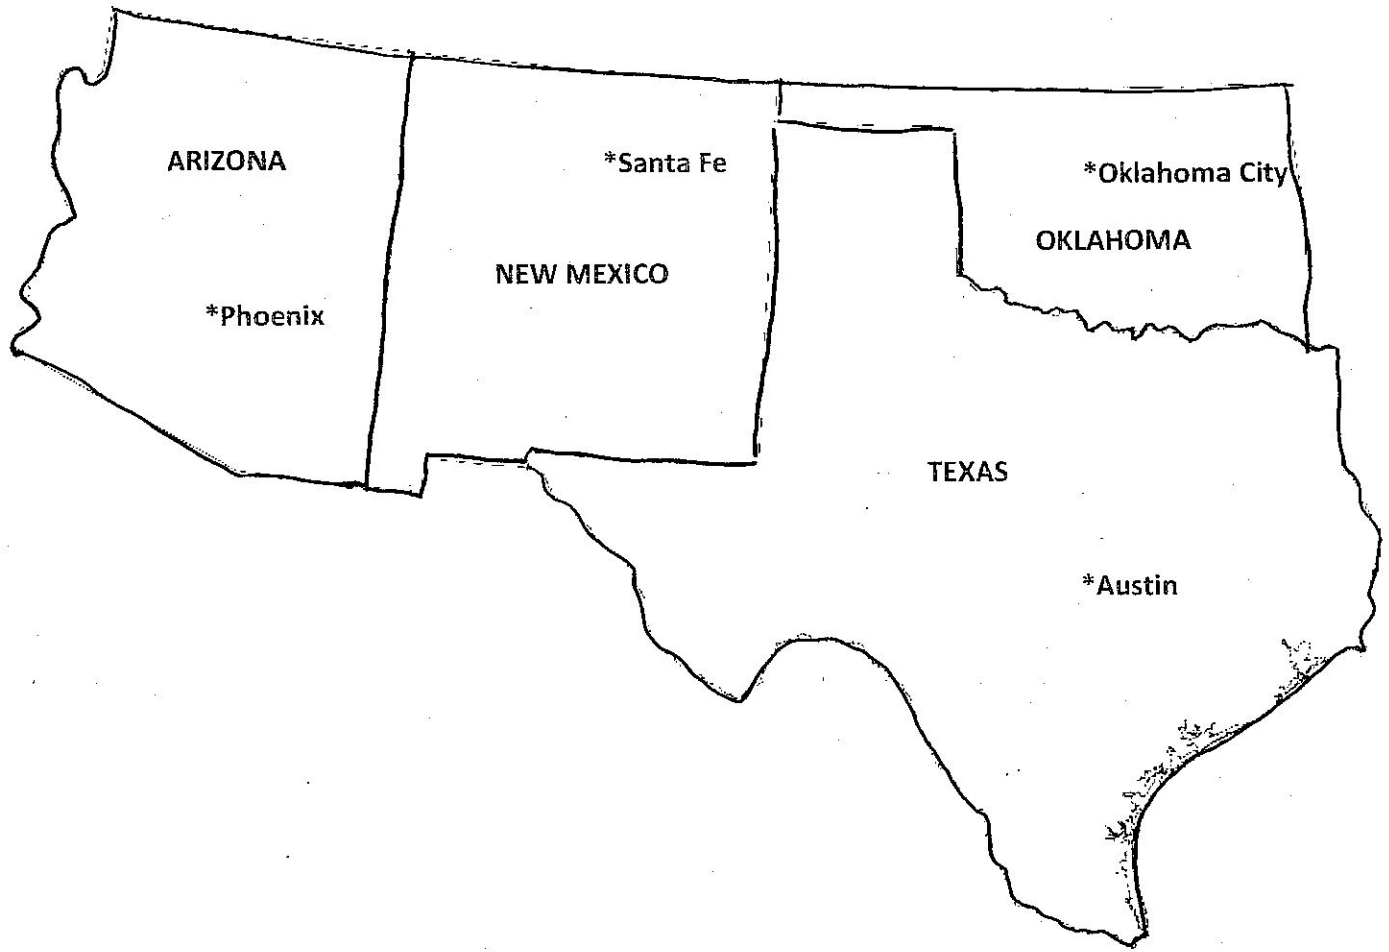 ARIZONA
*Phoenix
*Santa Fe
NEW MEXICO
*Oklahoma City
OKLAHOMA
TEXAS
*Austin